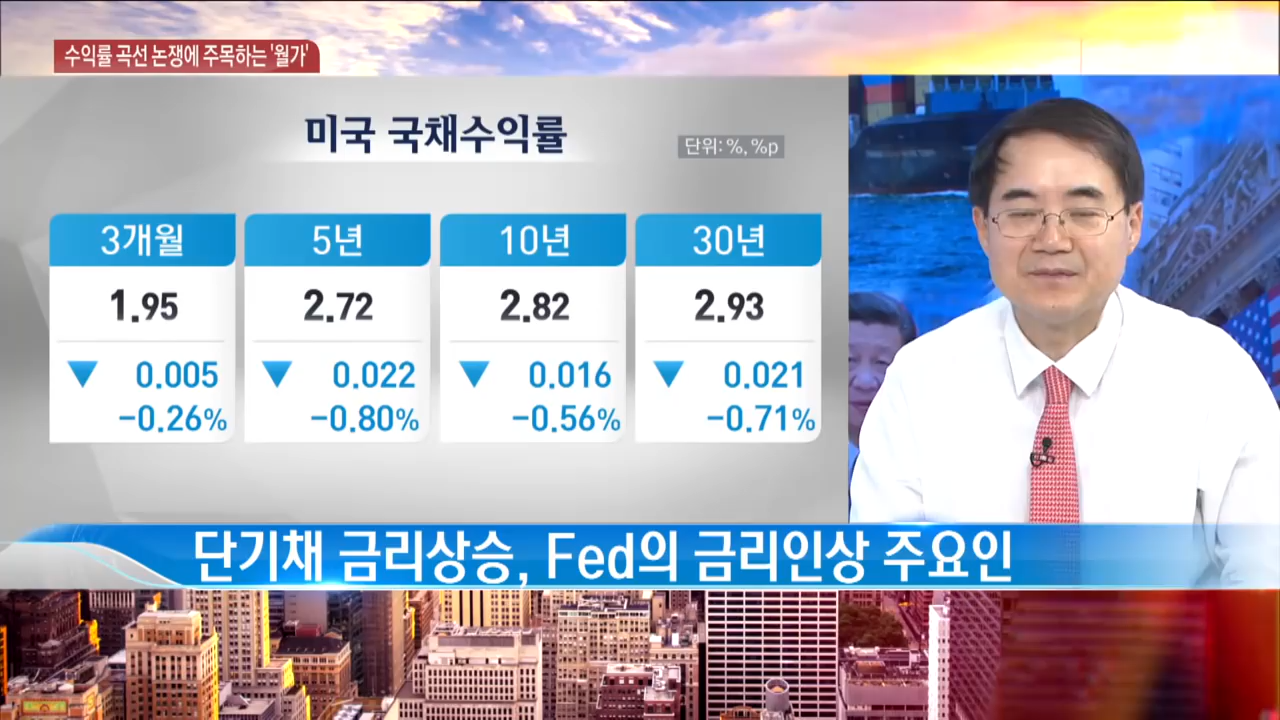 수익률 곡선 논쟁에 주목하는 '월가'
미국 국채수익률
단위: %, %p
3개월 5년 10년 30년
1.95 2.72 2.82 2.93
▼ 0.005 ▼ 0.022 ▼ 0.016 ▼ 0.021
-0.26% -0.80% -0.56% -0.71%
단기채 금리상승, Fed의 금리인상 주요인